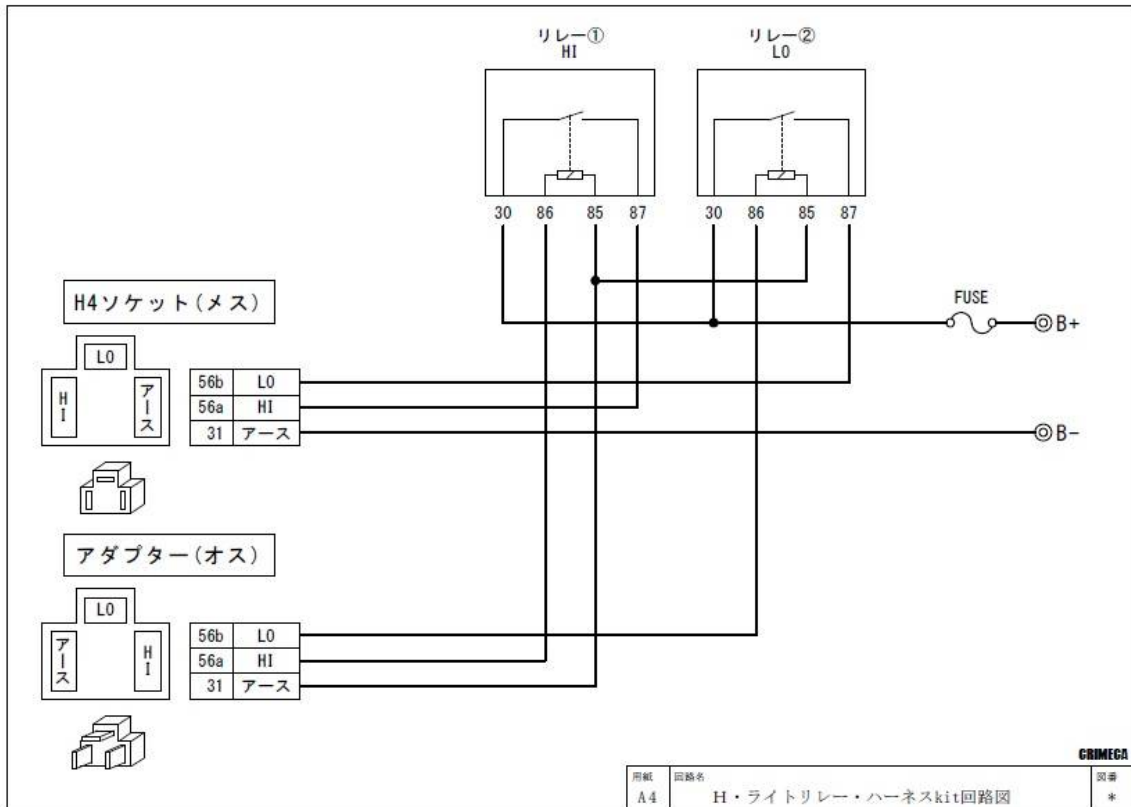 リレー①
HI
リレー②
LO
30 86 85 87
30 86 85 87
FUSE
B+
H4ソケット(メス)
LO
HI
アース
56b LO
56a HI
31 アース
B-
アダプター(オス)
LO
アース
HI
56b LO
56a HI
31 アース
GRIMECA
用紙 回路名 図番
A4 H・ライトリレー・ハーネスkit回路図 *